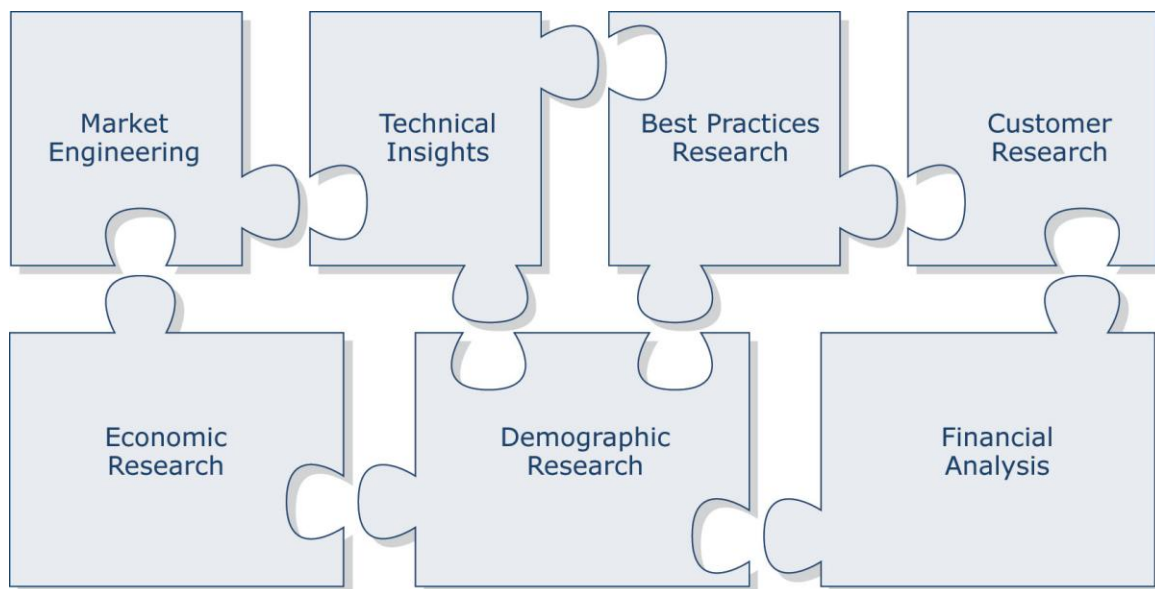 Market
Engineering
Technical
Insights
Best Practices
Research
Customer
Research
Economic
Research
Demographic
Research
Financial
Analysis